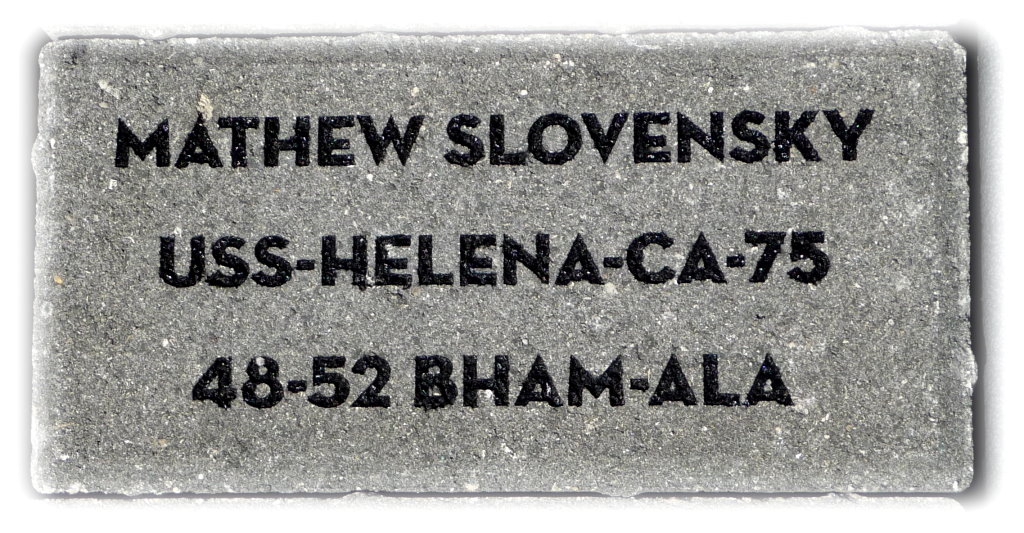 MATHEW SLOVENSKY
USS-HELENA-CA-75
48-52 BHAM-ALA